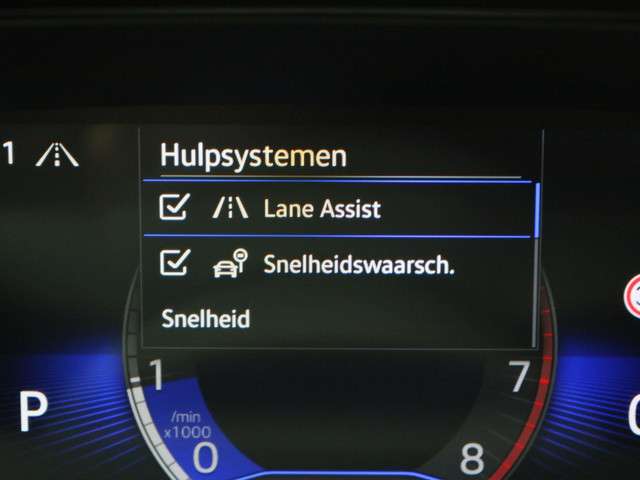 1
Hulpsystemen
Lane Assist
Snelheidswaarsch.
Snelheid
1 7
P
/min
x1000
0 8